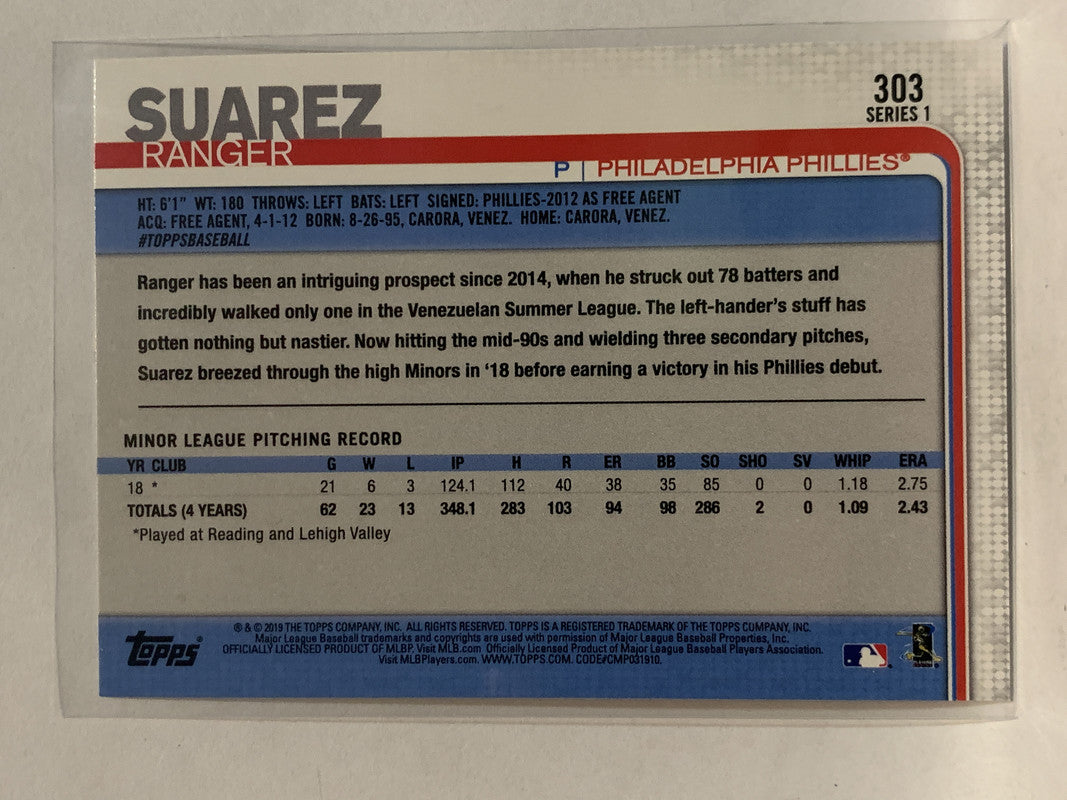 SUAREZ
RANGER
303
SERIES 1
P | PHILADELPHIA PHILLIES®
HT: 6'1" WT: 180 THROWS: LEFT BATS: LEFT SIGNED: PHILLIES-2012 AS FREE AGENT
ACQ: FREE AGENT, 4-1-12 BORN: 8-26-95, CARORA, VENEZ. HOME: CARORA, VENEZ.
#TOPPSBASEBALL
Ranger has been an intriguing prospect since 2014, when he struck out 78 batters and
incredibly walked only one in the Venezuelan Summer League. The left-hander's stuff has
gotten nothing but nastier. Now hitting the mid-90s and wielding three secondary pitches,
Suarez breezed through the high Minors in '18 before earning a victory in his Phillies debut.
MINOR LEAGUE PITCHING RECORD
YR CLUB G W L IP H R ER BB SO SHO SV WHIP ERA
18 * 21 6 3 124.1 112 40 38 35 85 0 0 1.18 2.75
TOTALS (4 YEARS) 62 23 13 348.1 283 103 94 98 286 2 0 1.09 2.43
*Played at Reading and Lehigh Valley
Topps®
® & © 2019 THE TOPPS COMPANY, INC. ALL RIGHTS RESERVED. TOPPS IS A REGISTERED TRADEMARK OF THE TOPPS COMPANY, INC.
Major League Baseball trademarks and copyrights are used with permission of Major League Baseball Properties, Inc.
OFFICIALLY LICENSED PRODUCT OF MLBP. Visit MLB.com Officially Licensed Product of Major League Baseball Players Association.
Visit MLBPlayers.com. WWW.TOPPS.COM. CODE#CMP031910.